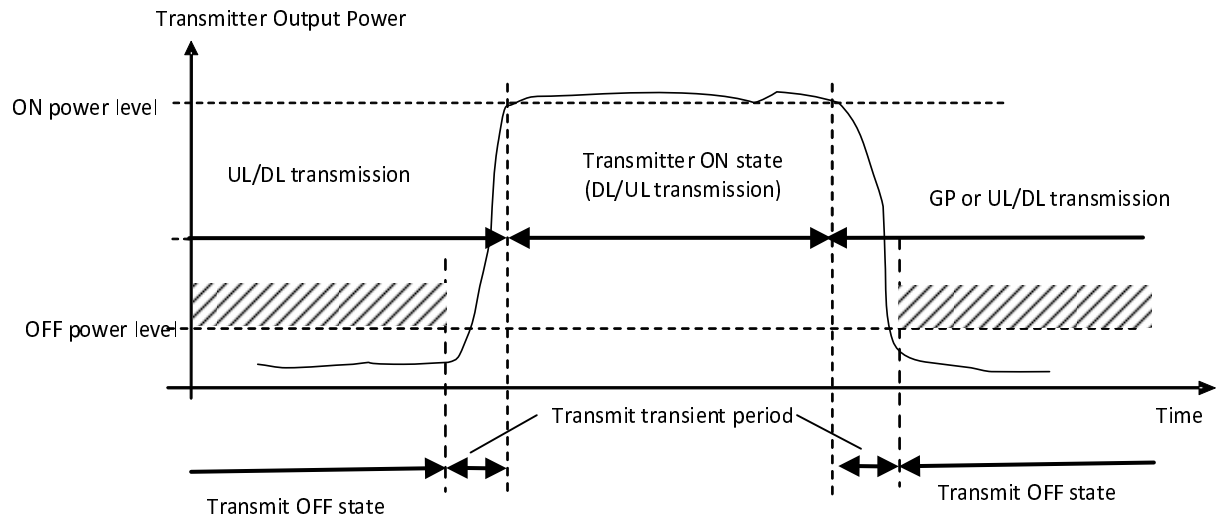 Transmitter Output Power
ON power level
UL/DL transmission
Transmitter ON state
(DL/UL transmission)
GP or UL/DL transmission
OFF power level
Transmit transient period
Time
Transmit OFF state
Transmit OFF state